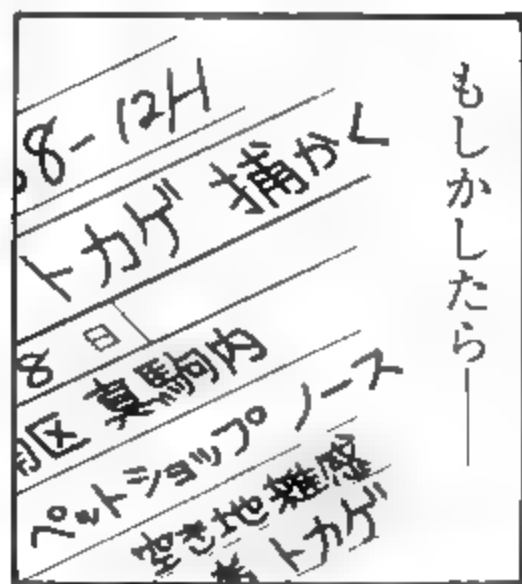 もしかしたら――
8-12H
トカゲ 捕かく
8日
区 真駒内
ペットショップ ノース
空き地雑感
トカゲ